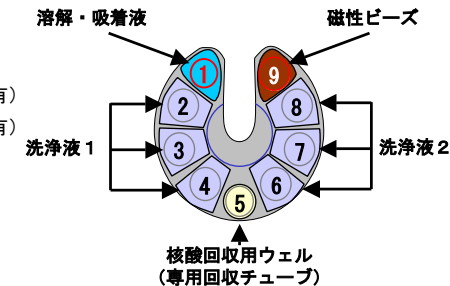 溶解・吸着液
磁性ビーズ
1
9
有）
2
8
有）
洗浄液１
3
7
洗浄液２
4
6
5
核酸回収用ウェル
（専用回収チューブ）